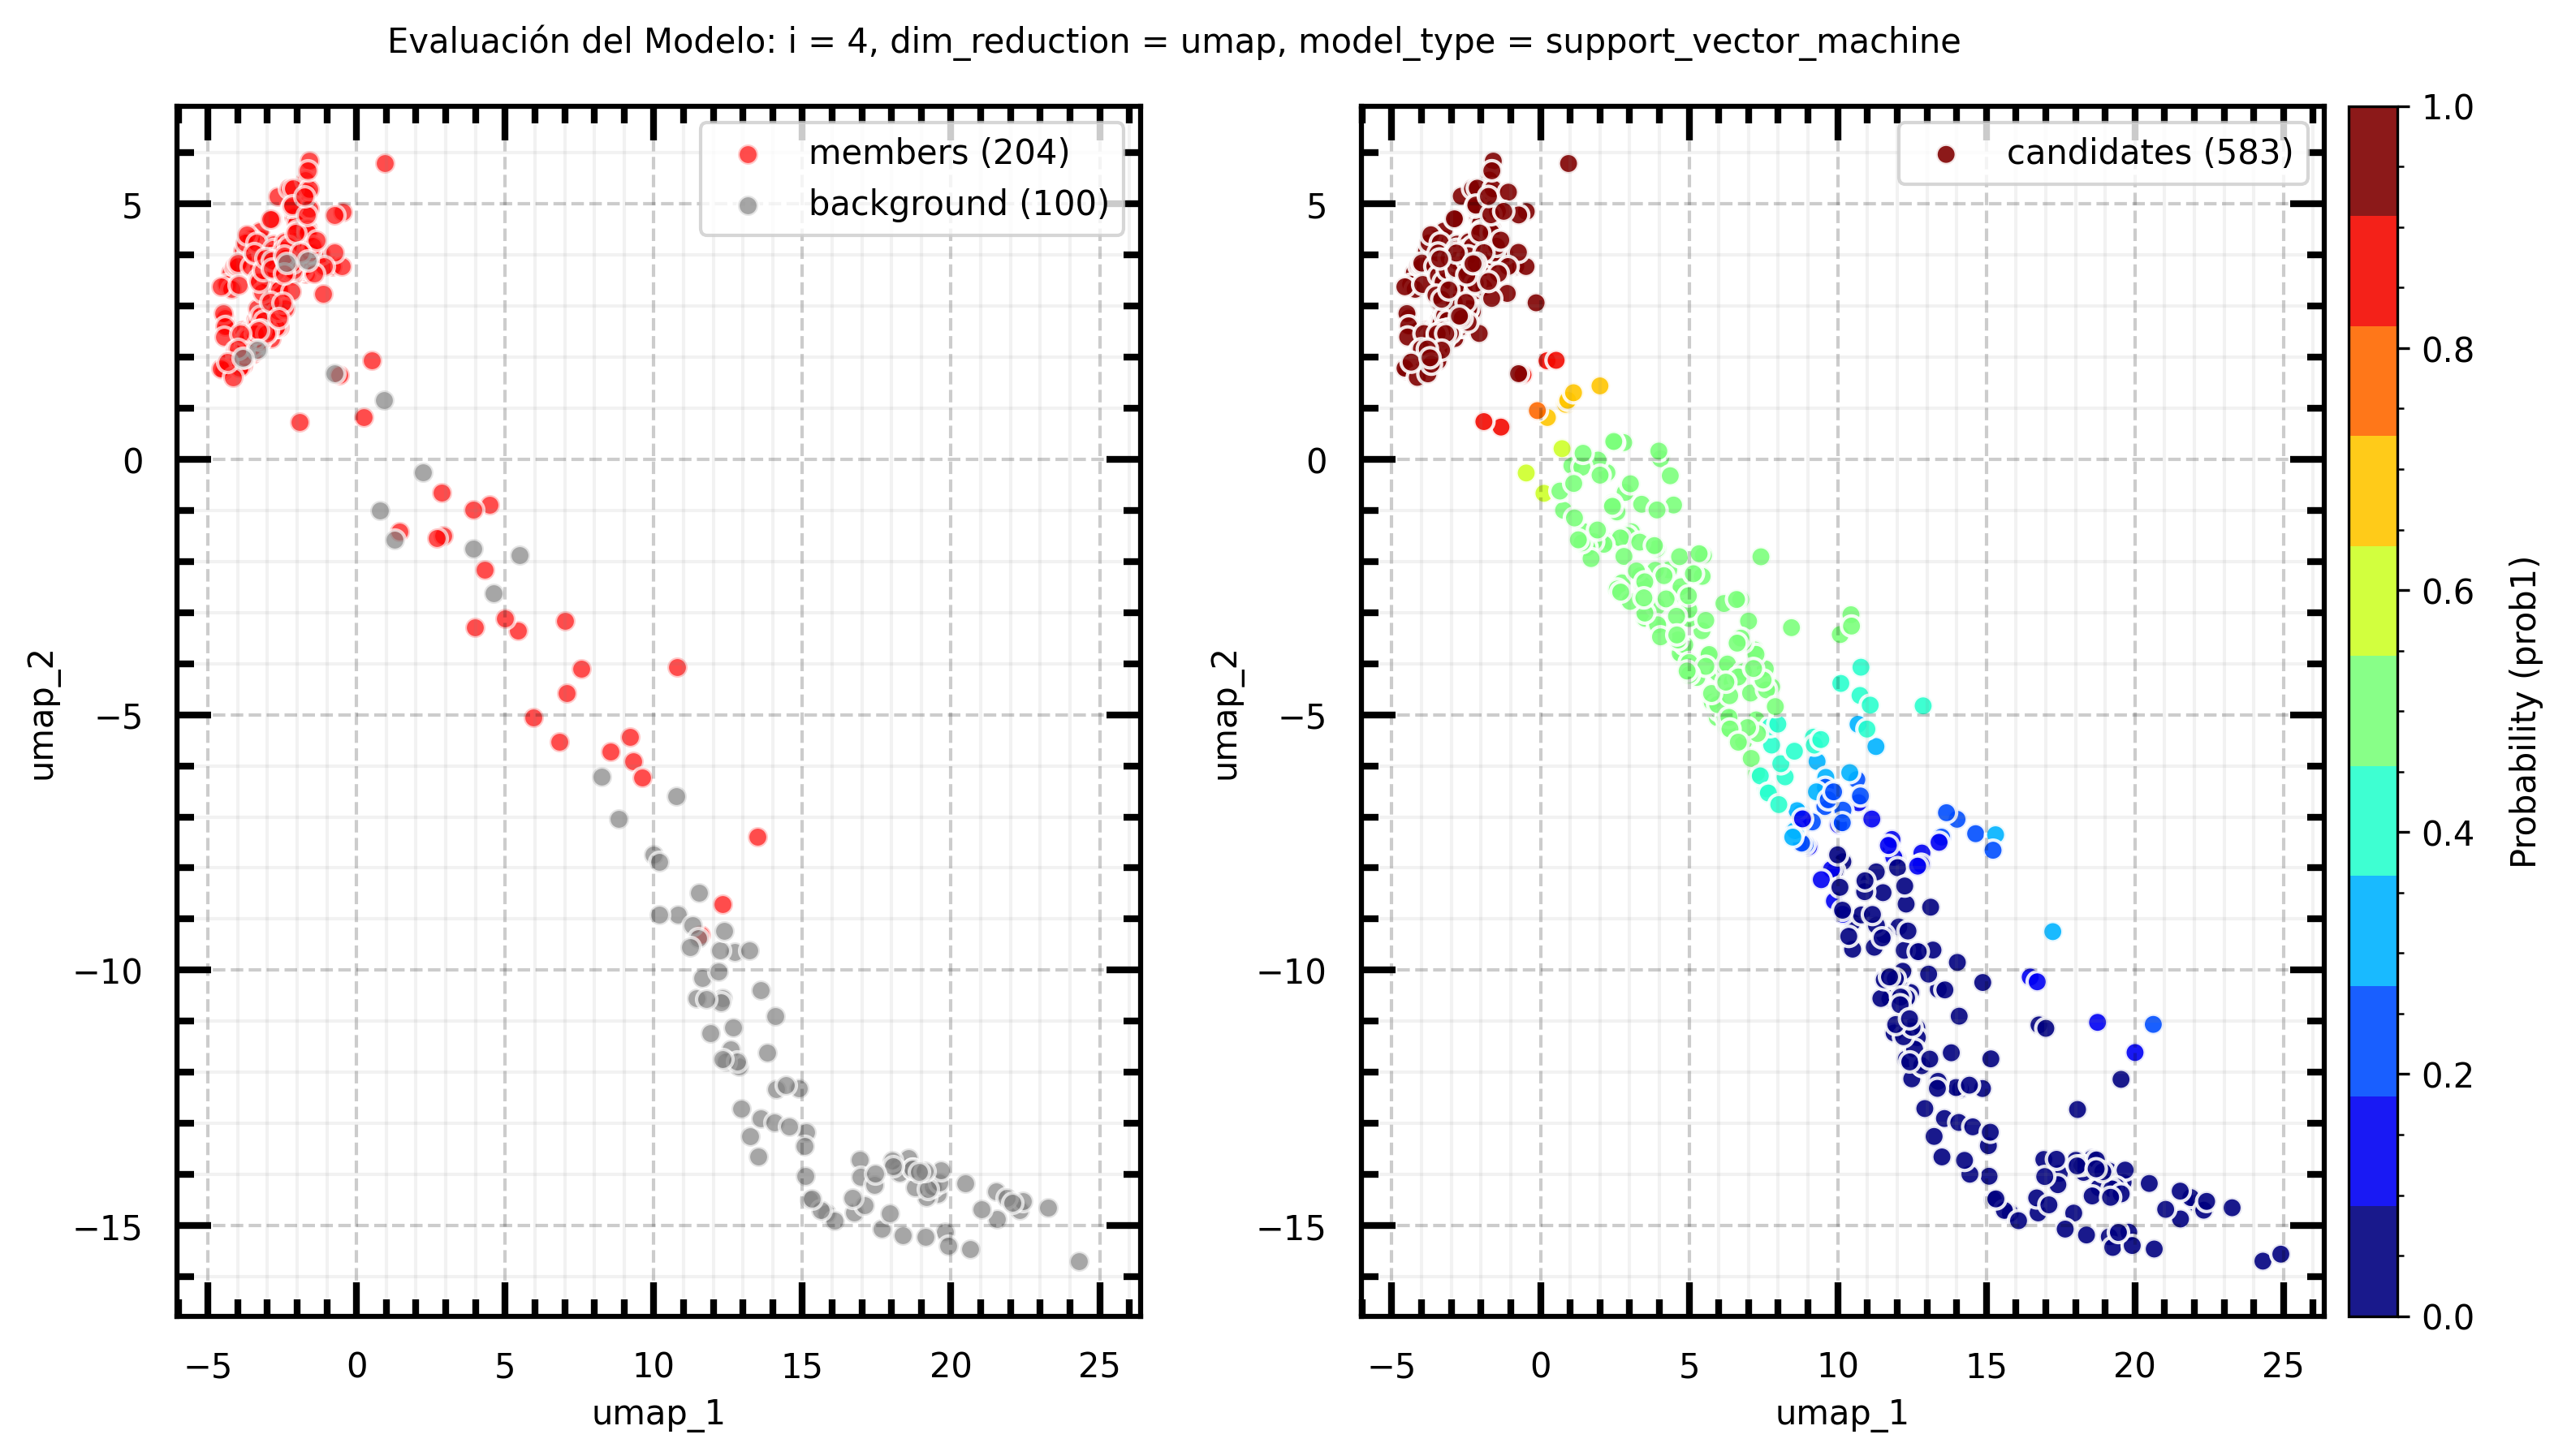 Evaluación del Modelo: i = 4, dim_reduction = umap, model_type = support_vector_machine
members (204)
background (100)
5
0
−5
−10
−15
umap_2
−5 0 5 10 15 20 25
umap_1
candidates (583)
5
0
−5
−10
−15
umap_2
−5 0 5 10 15 20 25
umap_1
1.0
0.8
0.6
0.4
0.2
0.0
Probability (prob1)